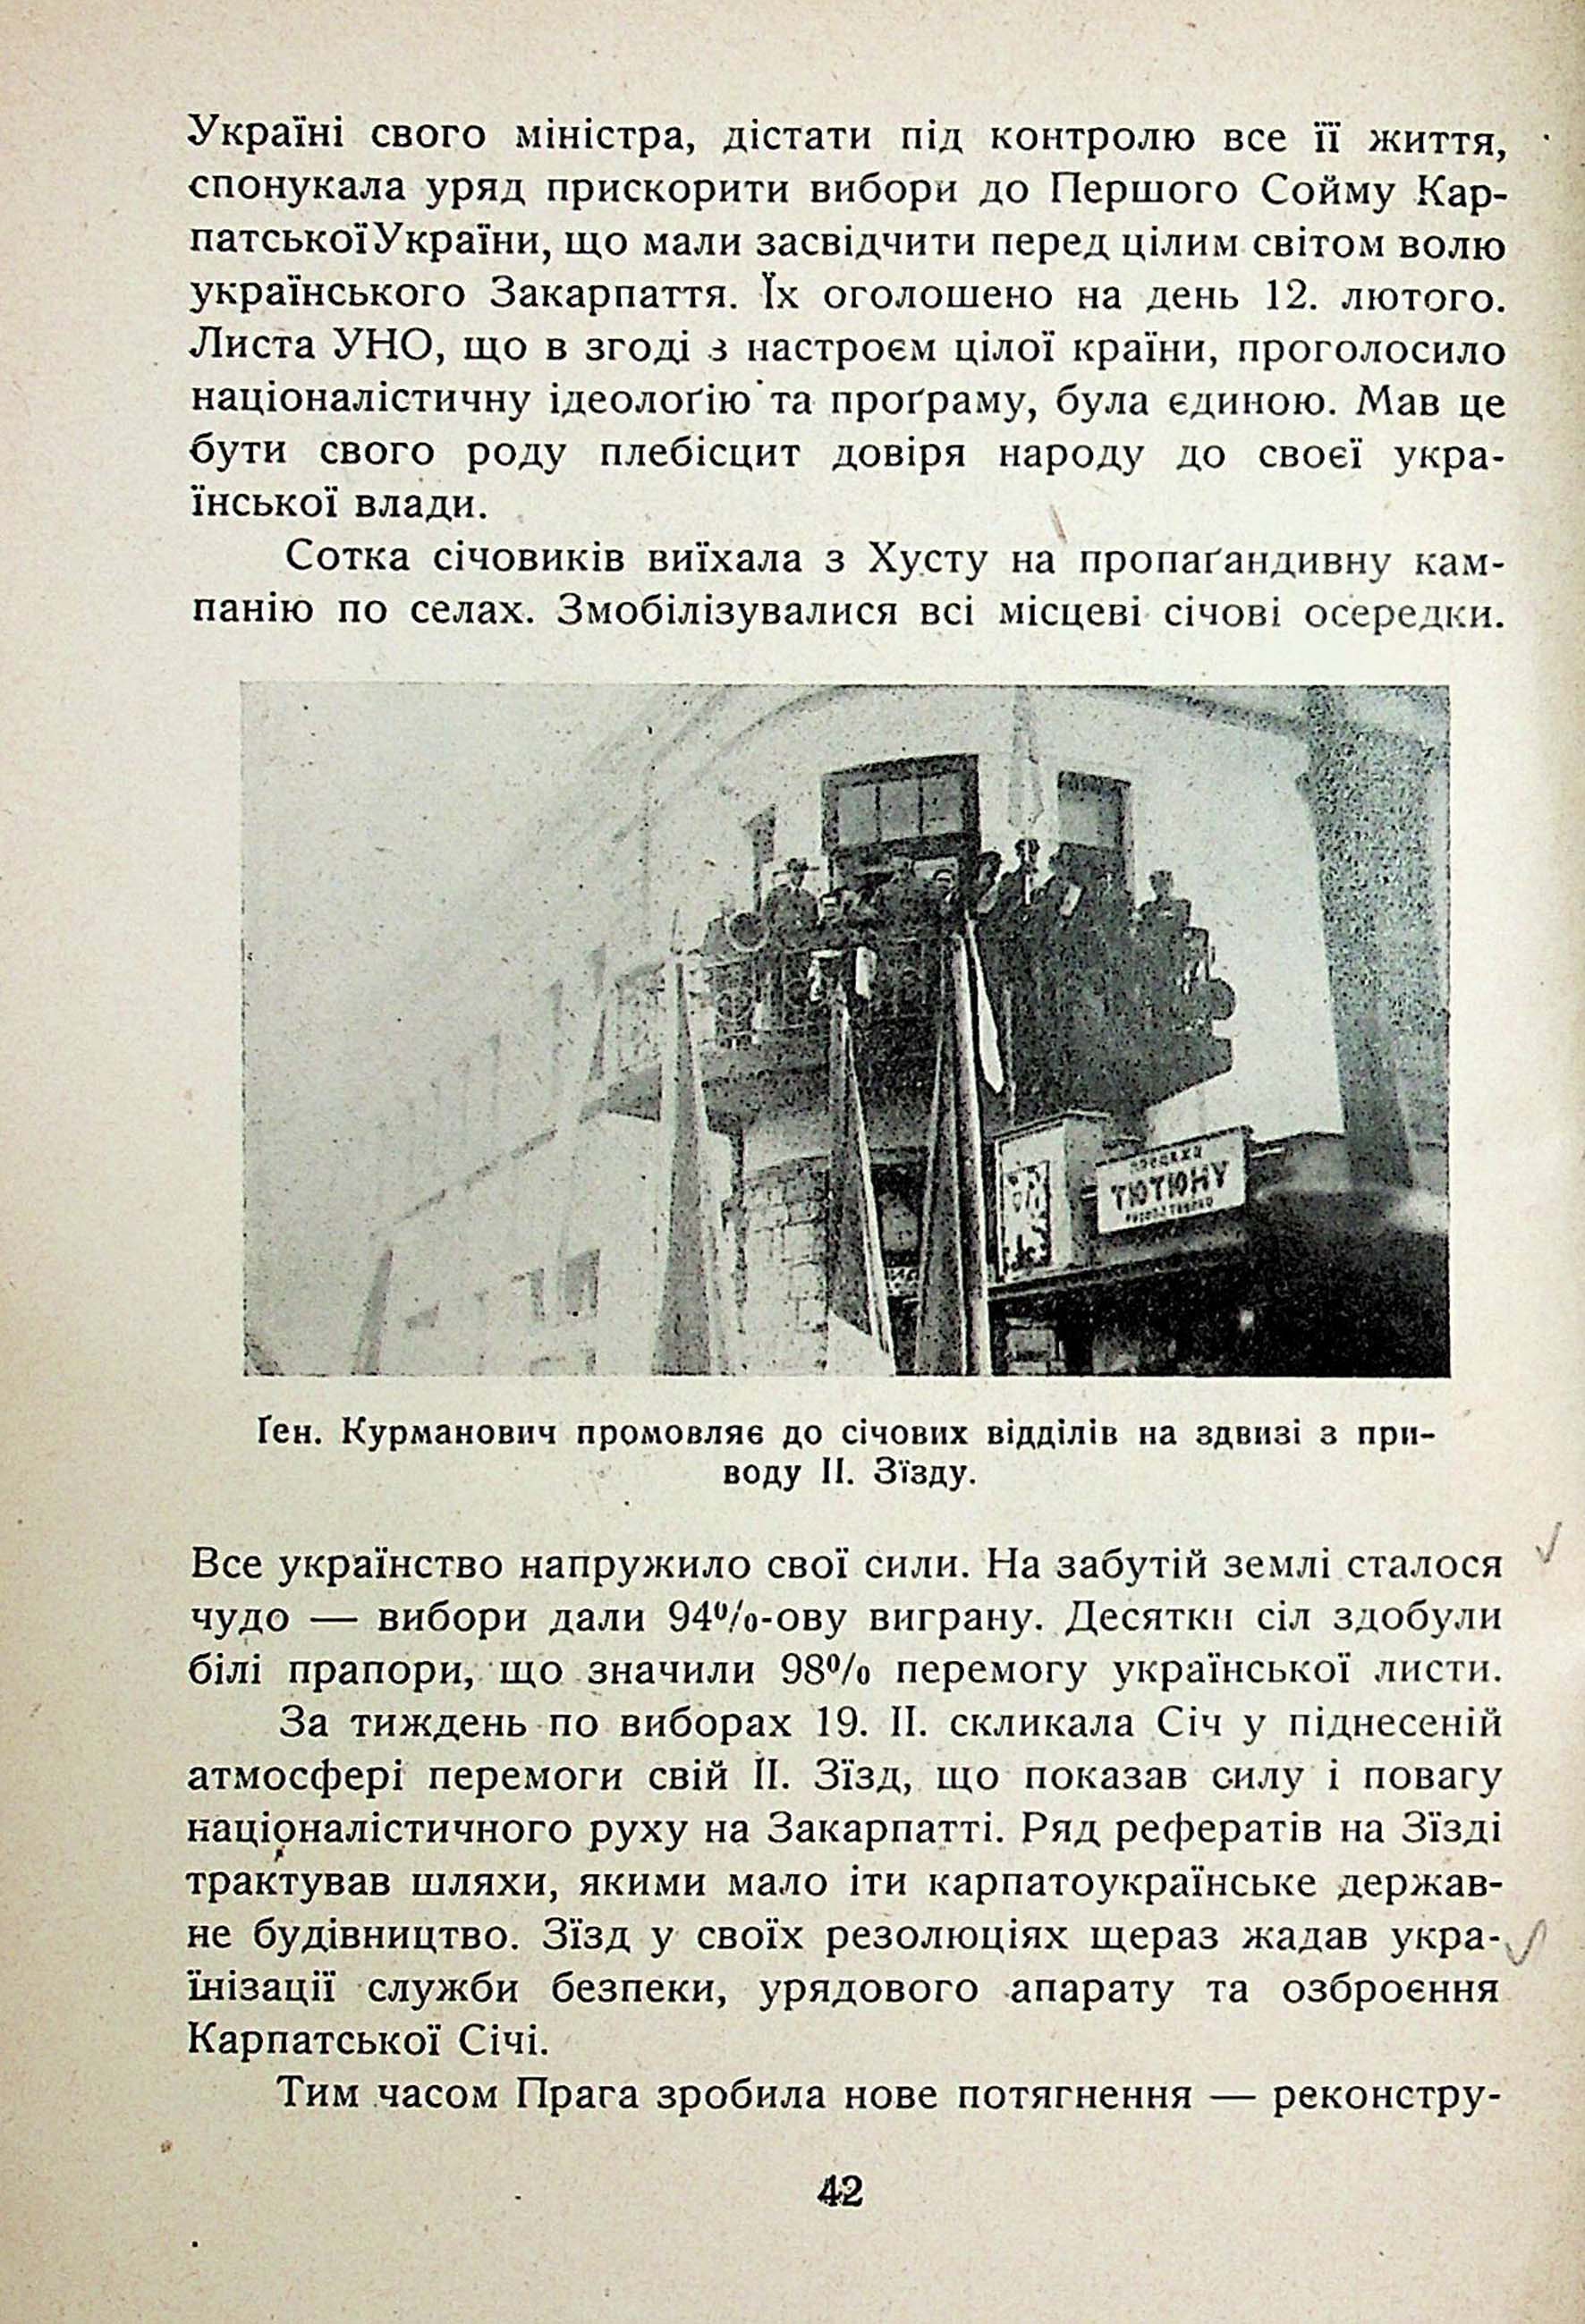 Україні свого міністра, дістати під контролю все її життя,
спонукала уряд прискорити вибори до Першого Сойму Кар-
патської України, що мали засвідчити перед цілим світом волю
українського Закарпаття. Їх оголошено на день 12. лютого.
Листа УНО, що в згоді з настроєм цілої країни, проголосило
націоналістичну ідеольоґію та проґраму, була єдиною. Мав це
бути свого роду плебісцит довіря народу до своєї укра-
їнської влади.
Сотка січовиків виїхала з Хусту на пропаґандивну кам-
панію по селах. Змобілізувалися всі місцеві січові осередки.
ТЮТЮНУ
Ґен. Курманович промовляє до січових відділів на здвизі з при-
воду II. Зїзду.
Все українство напружило свої сили. На забутій землі сталося
чудо — вибори дали 94%-ову виграну. Десятки сіл здобули
білі прапори, що значили 98% перемогу української листи.
За тиждень по виборах 19. II. скликала Січ у піднесеній
атмосфері перемоги свій II. Зїзд, що показав силу і повагу
націоналістичного руху на Закарпатті. Ряд рефератів на Зїзді
трактував шляхи, якими мало іти карпатоукраїнське держав-
не будівництво. Зїзд у своїх резолюціях щераз жадав укра-
їнізації служби безпеки, урядового апарату та озброєння
Карпатської Січі.
Тим часом Прага зробила нове потягнення — реконстру-
42